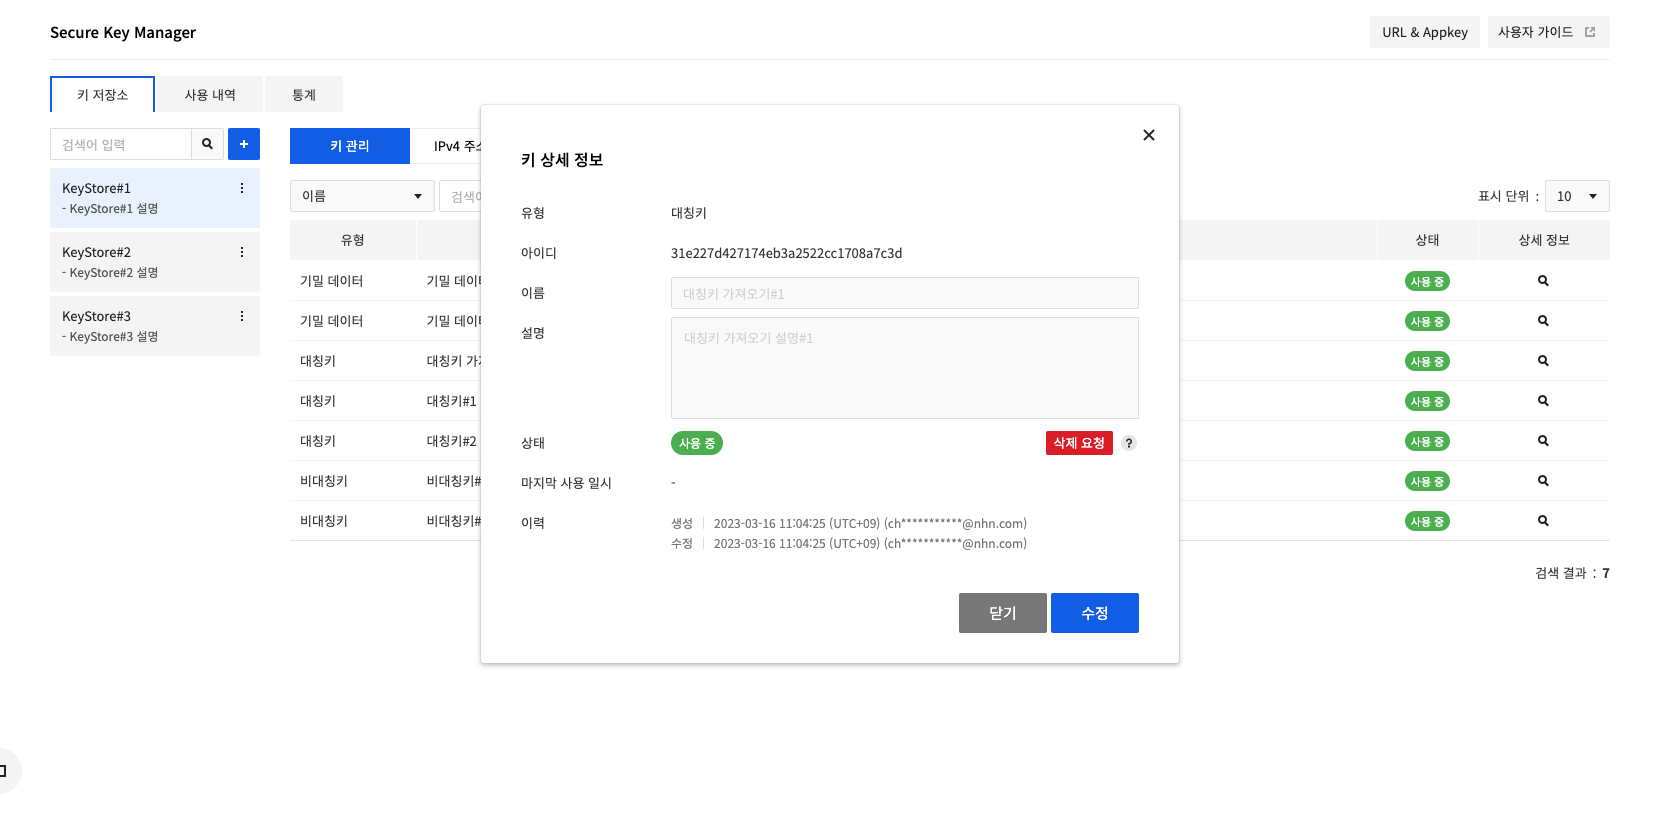 Secure Key Manager
URL & Appkey
사용자 가이드
키 저장소
사용 내역
통계
검색어 입력
+
KeyStore#1
- KeyStore#1 설명
KeyStore#2
- KeyStore#2 설명
KeyStore#3
- KeyStore#3 설명
키 관리
IPv4 주소
이름
검색어
표시 단위 :
10
유형
상태
상세 정보
기밀 데이터
기밀 데이터
사용 중
기밀 데이터
기밀 데이터
사용 중
대칭키
대칭키 가져
사용 중
대칭키
대칭키#1
사용 중
대칭키
대칭키#2
사용 중
비대칭키
비대칭키#
사용 중
비대칭키
비대칭키#
사용 중
검색 결과 : 7
키 상세 정보
유형
대칭키
아이디
31e227d427174eb3a2522cc1708a7c3d
이름
대칭키 가져오기#1
설명
대칭키 가져오기 설명#1
상태
사용 중
삭제 요청
?
마지막 사용 일시
-
이력
생성 | 2023-03-16 11:04:25 (UTC+09) (ch***********@nhn.com)
수정 | 2023-03-16 11:04:25 (UTC+09) (ch***********@nhn.com)
닫기
수정